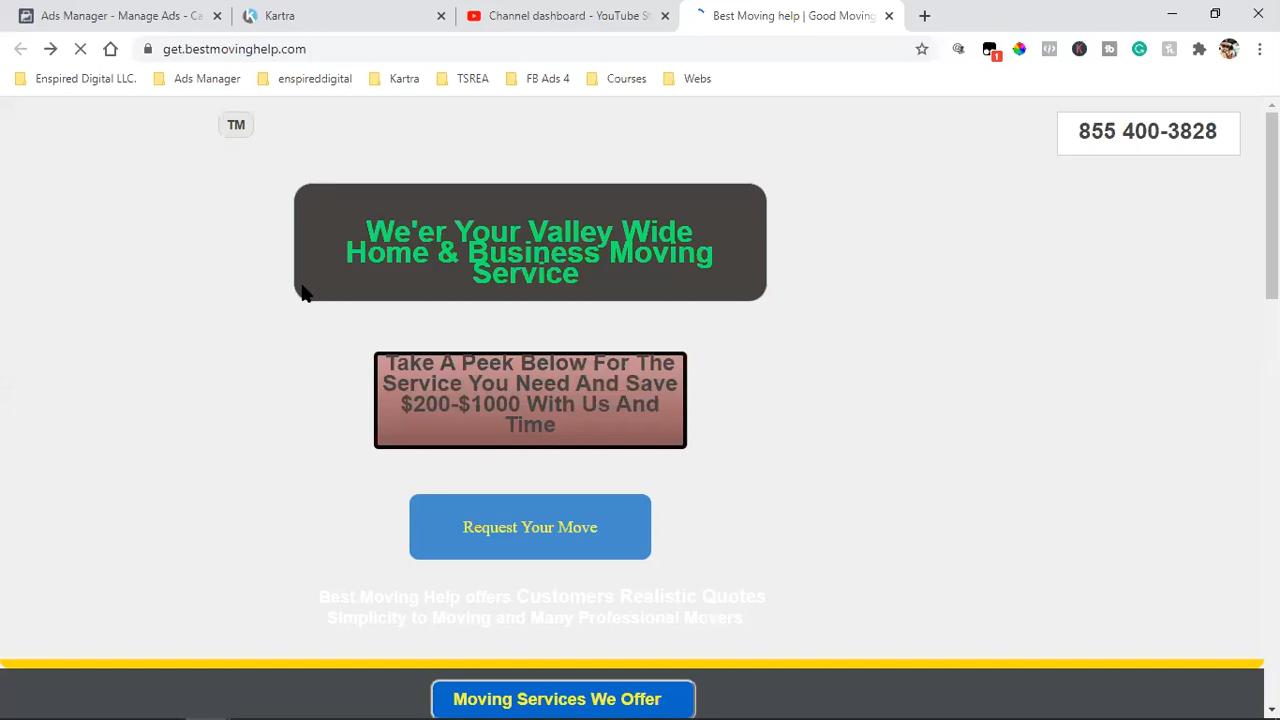 Ads Manager - Manage Ads - Ca
Kartra
Channel dashboard - YouTube St
Best Moving help | Good Moving
get.bestmovinghelp.com
1
Enspired Digital LLC.
Ads Manager
enspireddigital
Kartra
TSREA
FB Ads 4
Courses
Webs
TM
855 400-3828
We'er Your Valley Wide
Home & Business Moving
Service
Take A Peek Below For The
Service You Need And Save
$200-$1000 With Us And
Time
Request Your Move
Best Moving Help offers Customers Realistic Quotes
Simplicity to Moving and Many Professional Movers
Moving Services We Offer